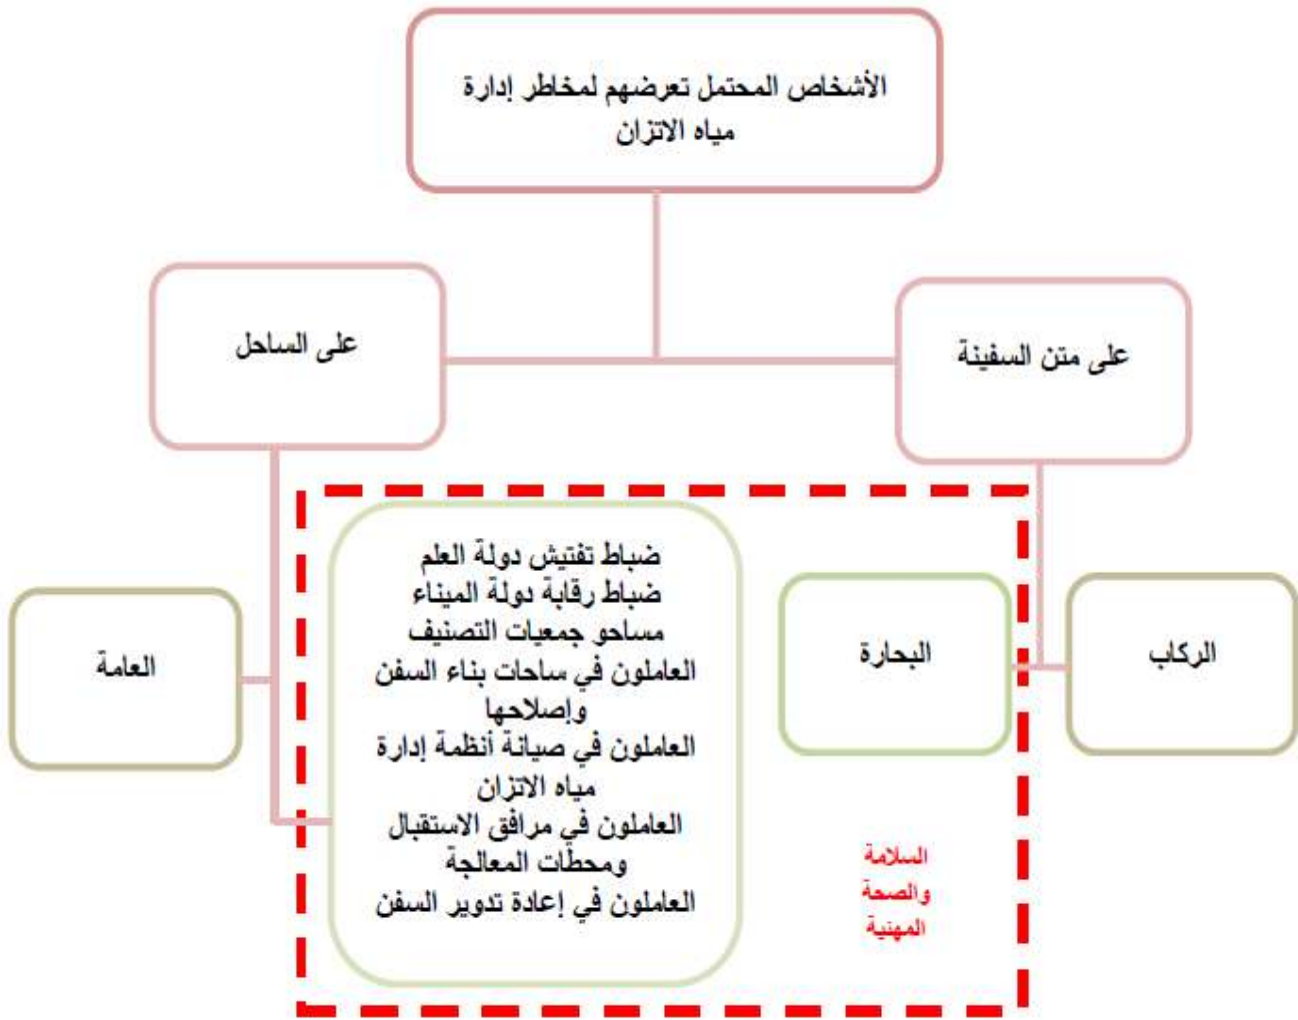 الأشخاص المحتمل تعرضهم لمخاطر إدارة
مياه الاتزان
على متن السفينة
على الساحل
الركاب
البحارة
ضباط تفتيش دولة العلم
ضباط رقابة دولة الميناء
مساحو جمعيات التصنيف
العاملون في ساحات بناء السفن
وإصلاحها
العاملون في صيانة أنظمة إدارة
مياه الاتزان
العاملون في مرافق الاستقبال
ومحطات المعالجة
العاملون في إعادة تدوير السفن
العامة
السلامة
والصحة
المهنية